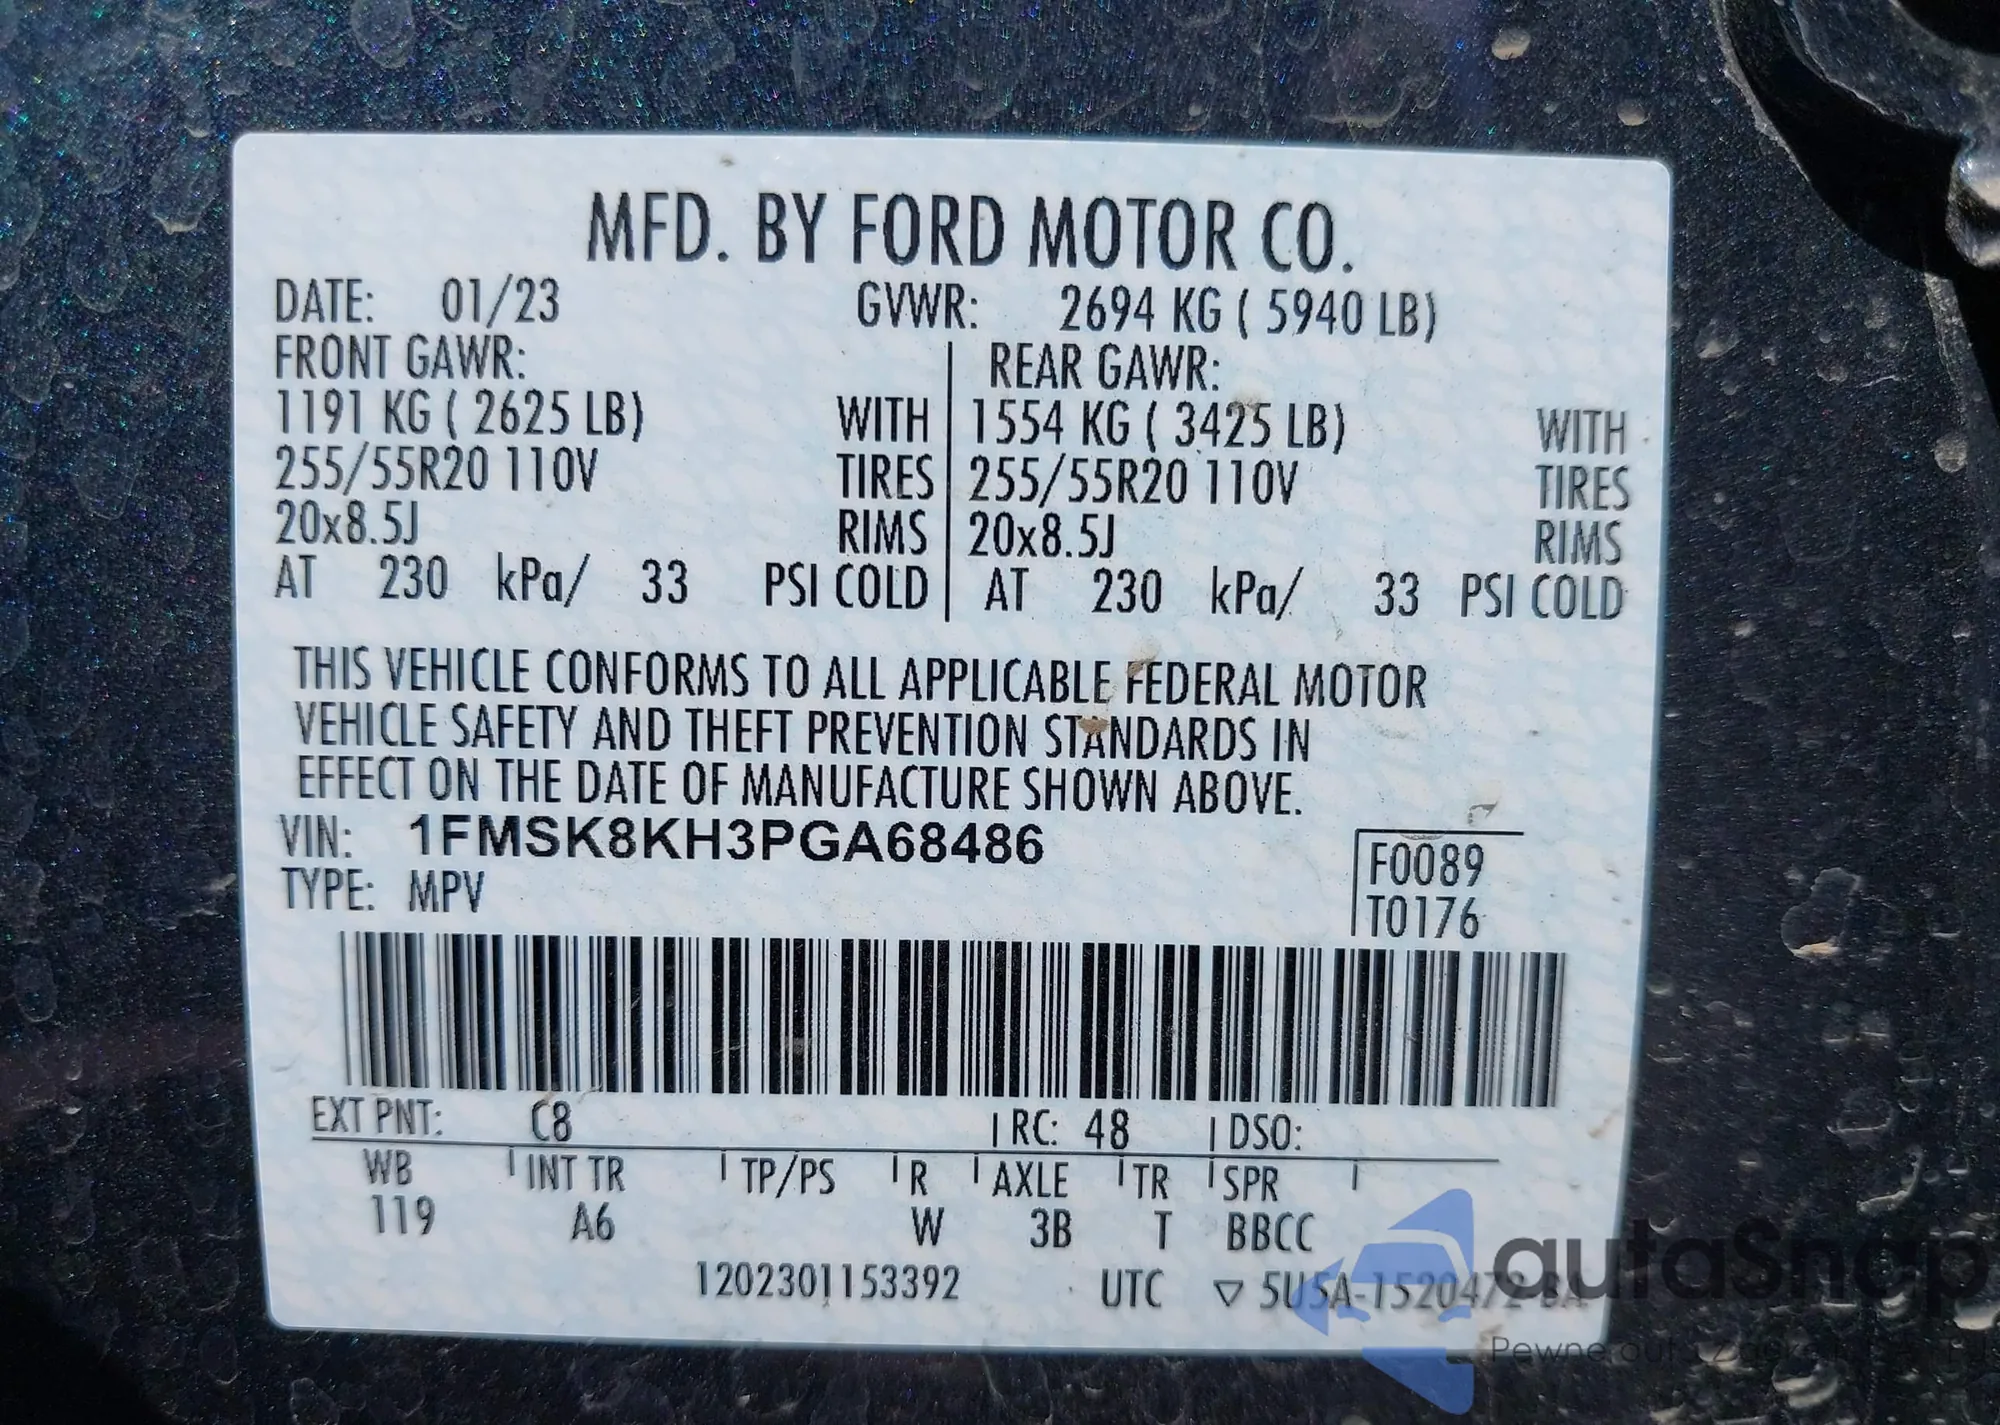 MFD. BY FORD MOTOR CO.
DATE: 01/23 GVWR: 2694 KG ( 5940 LB)
FRONT GAWR: REAR GAWR:
1191 KG ( 2625 LB) WITH 1554 KG ( 3425 LB) WITH
255/55R20 110V TIRES 255/55R20 110V TIRES
20x8.5J RIMS 20x8.5J RIMS
AT 230 kPa/ 33 PSI COLD AT 230 kPa/ 33 PSI COLD
THIS VEHICLE CONFORMS TO ALL APPLICABLE FEDERAL MOTOR
VEHICLE SAFETY AND THEFT PREVENTION STANDARDS IN
EFFECT ON THE DATE OF MANUFACTURE SHOWN ABOVE.
VIN: 1FMSK8KH3PGA68486
F0089
TYPE: MPV
T0176
EXT PNT: C8 RC: 48 DSO:
WB INT TR TP/PS R AXLE TR SPR
119 A6 W 3B T BBCC
1202301153392 UTC ▽ 5U5A-1520472-BA
autaSnap
Pewne